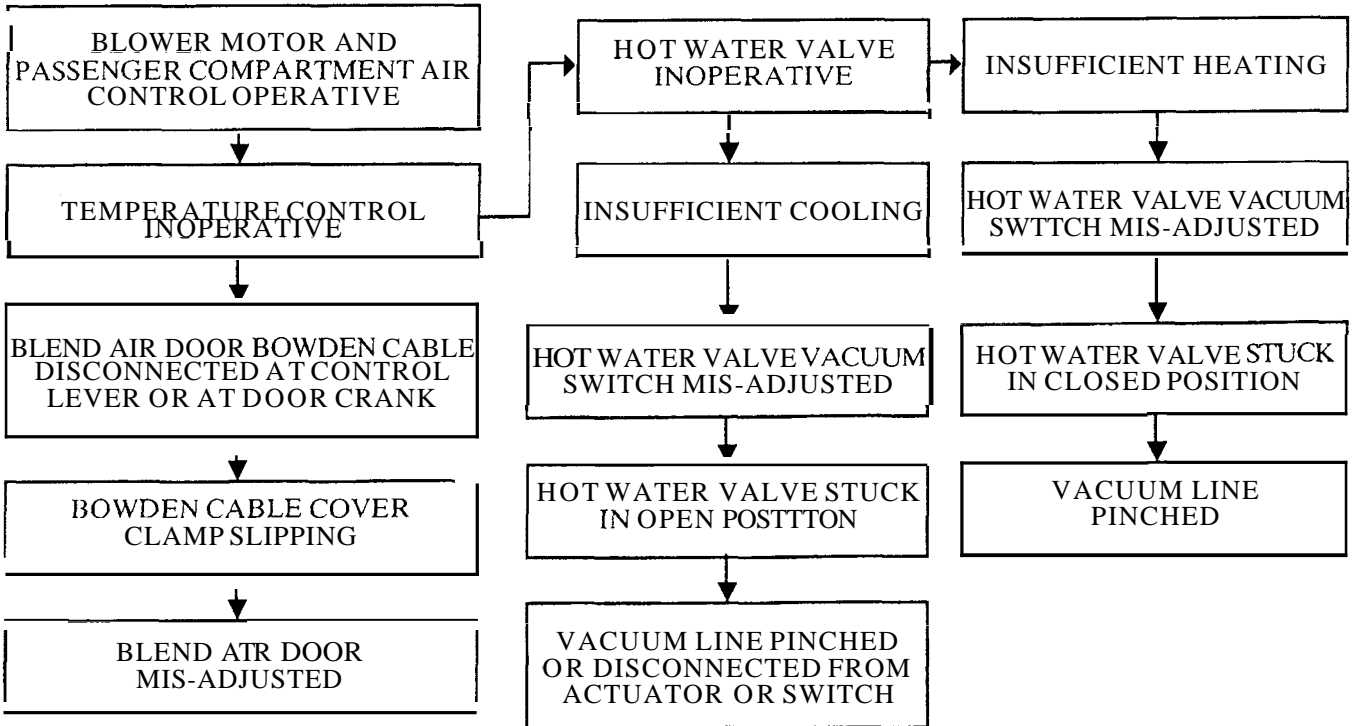 BLOWER MOTOR AND
PASSENGER COMPARTMENT AIR
CONTROL OPERATIVE
TEMPERATURE CONTROL
INOPERATIVE
BLEND AIR DOOR BOWDEN CABLE
DISCONNECTED AT CONTROL
LEVER OR AT DOOR CRANK
BOWDEN CABLE COVER
CLAMP SLIPPING
BLEND ATR DOOR
MIS-ADJUSTED
HOT WATER VALVE
INOPERATIVE
INSUFFICIENT COOLING
HOT WATER VALVE VACUUM
SWITCH MIS-ADJUSTED
HOT WATER VALVE STUCK
IN OPEN POSTTTON
VACUUM LINE PINCHED
OR DISCONNECTED FROM
ACTUATOR OR SWITCH
INSUFFICIENT HEATING
HOT WATER VALVE VACUUM
SWTTCH MIS-ADJUSTED
HOT WATER VALVE STUCK
IN CLOSED POSITION
VACUUM LINE
PINCHED